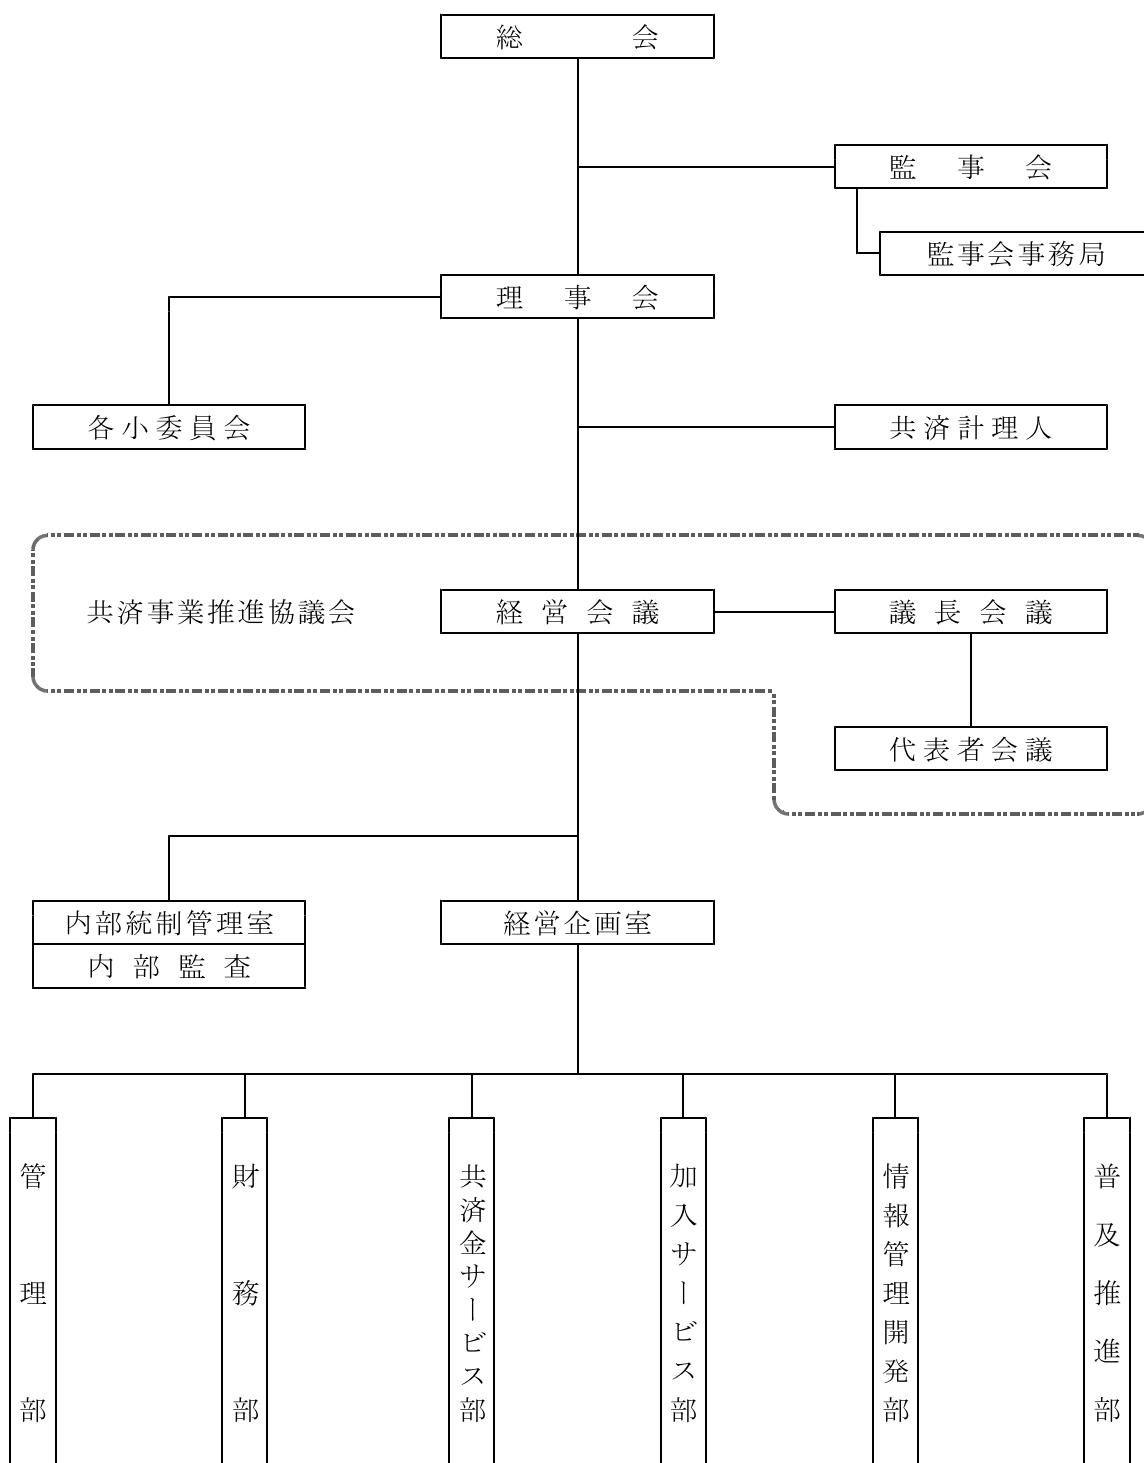 総会
監事会
監事会事務局
理事会
各小委員会
共済計理人
共済事業推進協議会
経営会議
議長会議
代表者会議
内部統制管理室
経営企画室
内部監査
管理部
財務部
共済金サービス部
加入サービス部
情報管理開発部
普及推進部